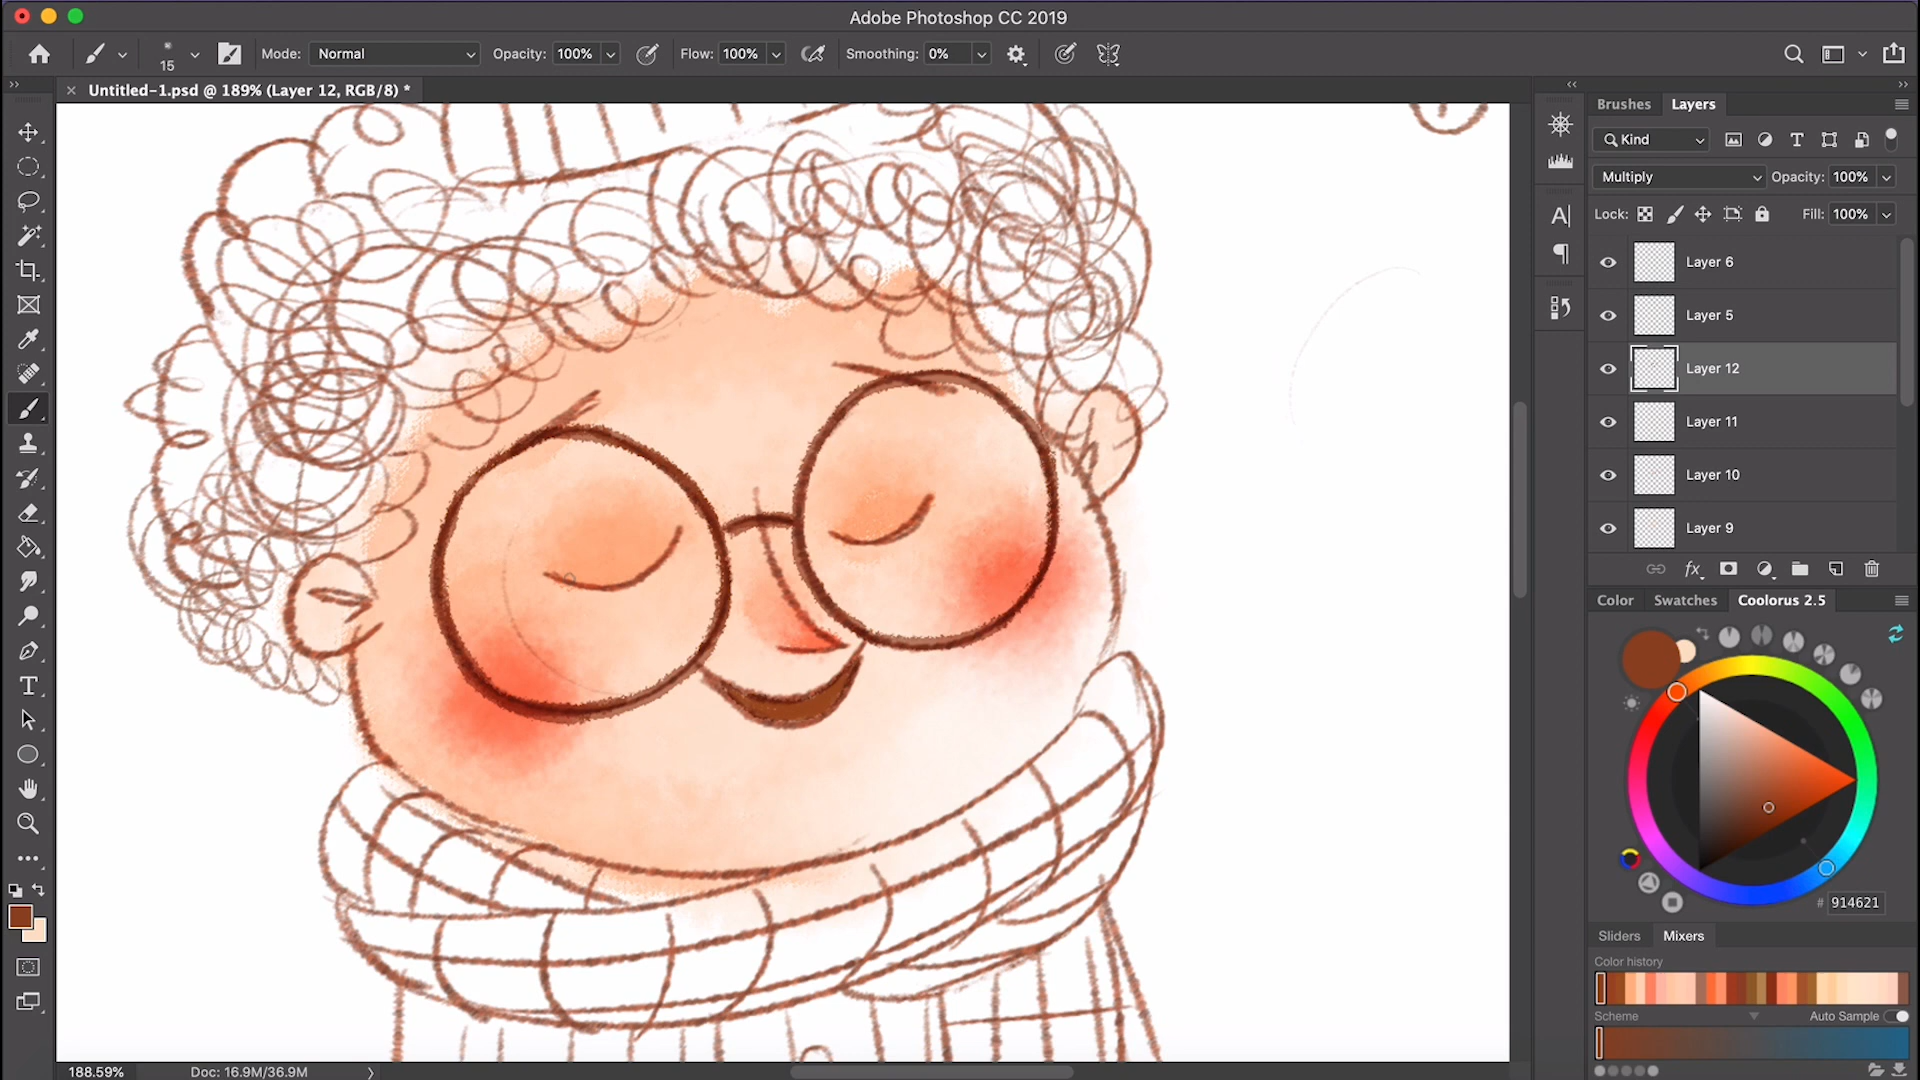 Adobe Photoshop CC 2019
15
Mode: Normal
Opacity: 100%
Flow: 100%
Smoothing: 0%
Untitled-1.psd @ 189% (Layer 12, RGB/8) *
Brushes
Layers
Kind
Multiply
Opacity: 100%
Lock:
Fill: 100%
Layer 6
Layer 5
Layer 12
Layer 11
Layer 10
Layer 9
fx
Color
Swatches
Coolorus 2.5
# 914621
Sliders
Mixers
Color history
Scheme
Auto Sample
188.59%
Doc: 16.9M/36.9M